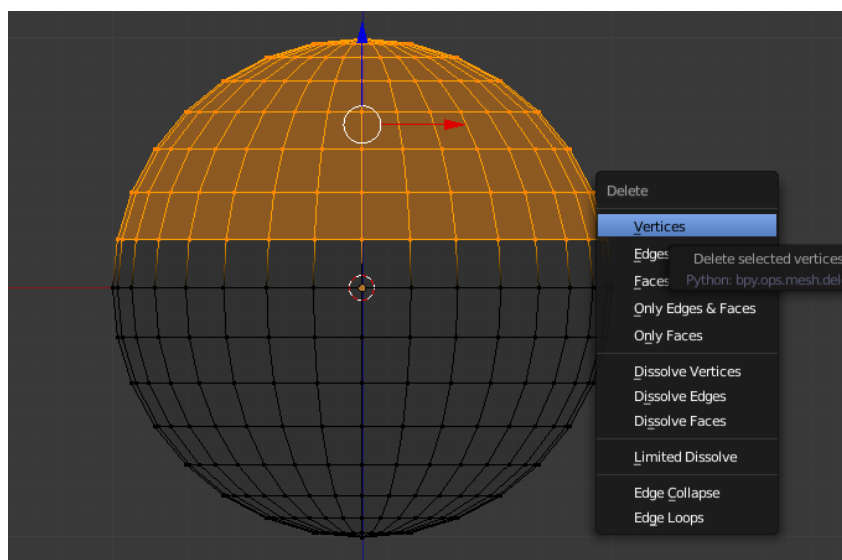 Delete
Vertices
Edges
Delete selected vertices
Faces
Python: bpy.ops.mesh.del
Only Edges & Faces
Only Faces
Dissolve Vertices
Dissolve Edges
Dissolve Faces
Limited Dissolve
Edge Collapse
Edge Loops